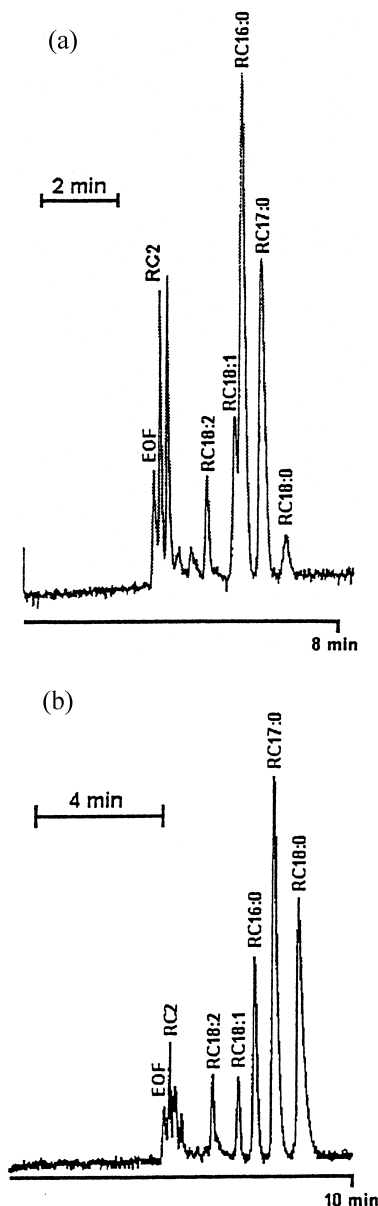 (a)
RC16:0
2 min
RC17:0
RC2
RC18:1
EOF
RC18:2
RC18:0
8 min
(b)
RC17:0
4 min
RC18:0
RC16:0
RC2
RC18:2
RC18:1
EOF
10 min